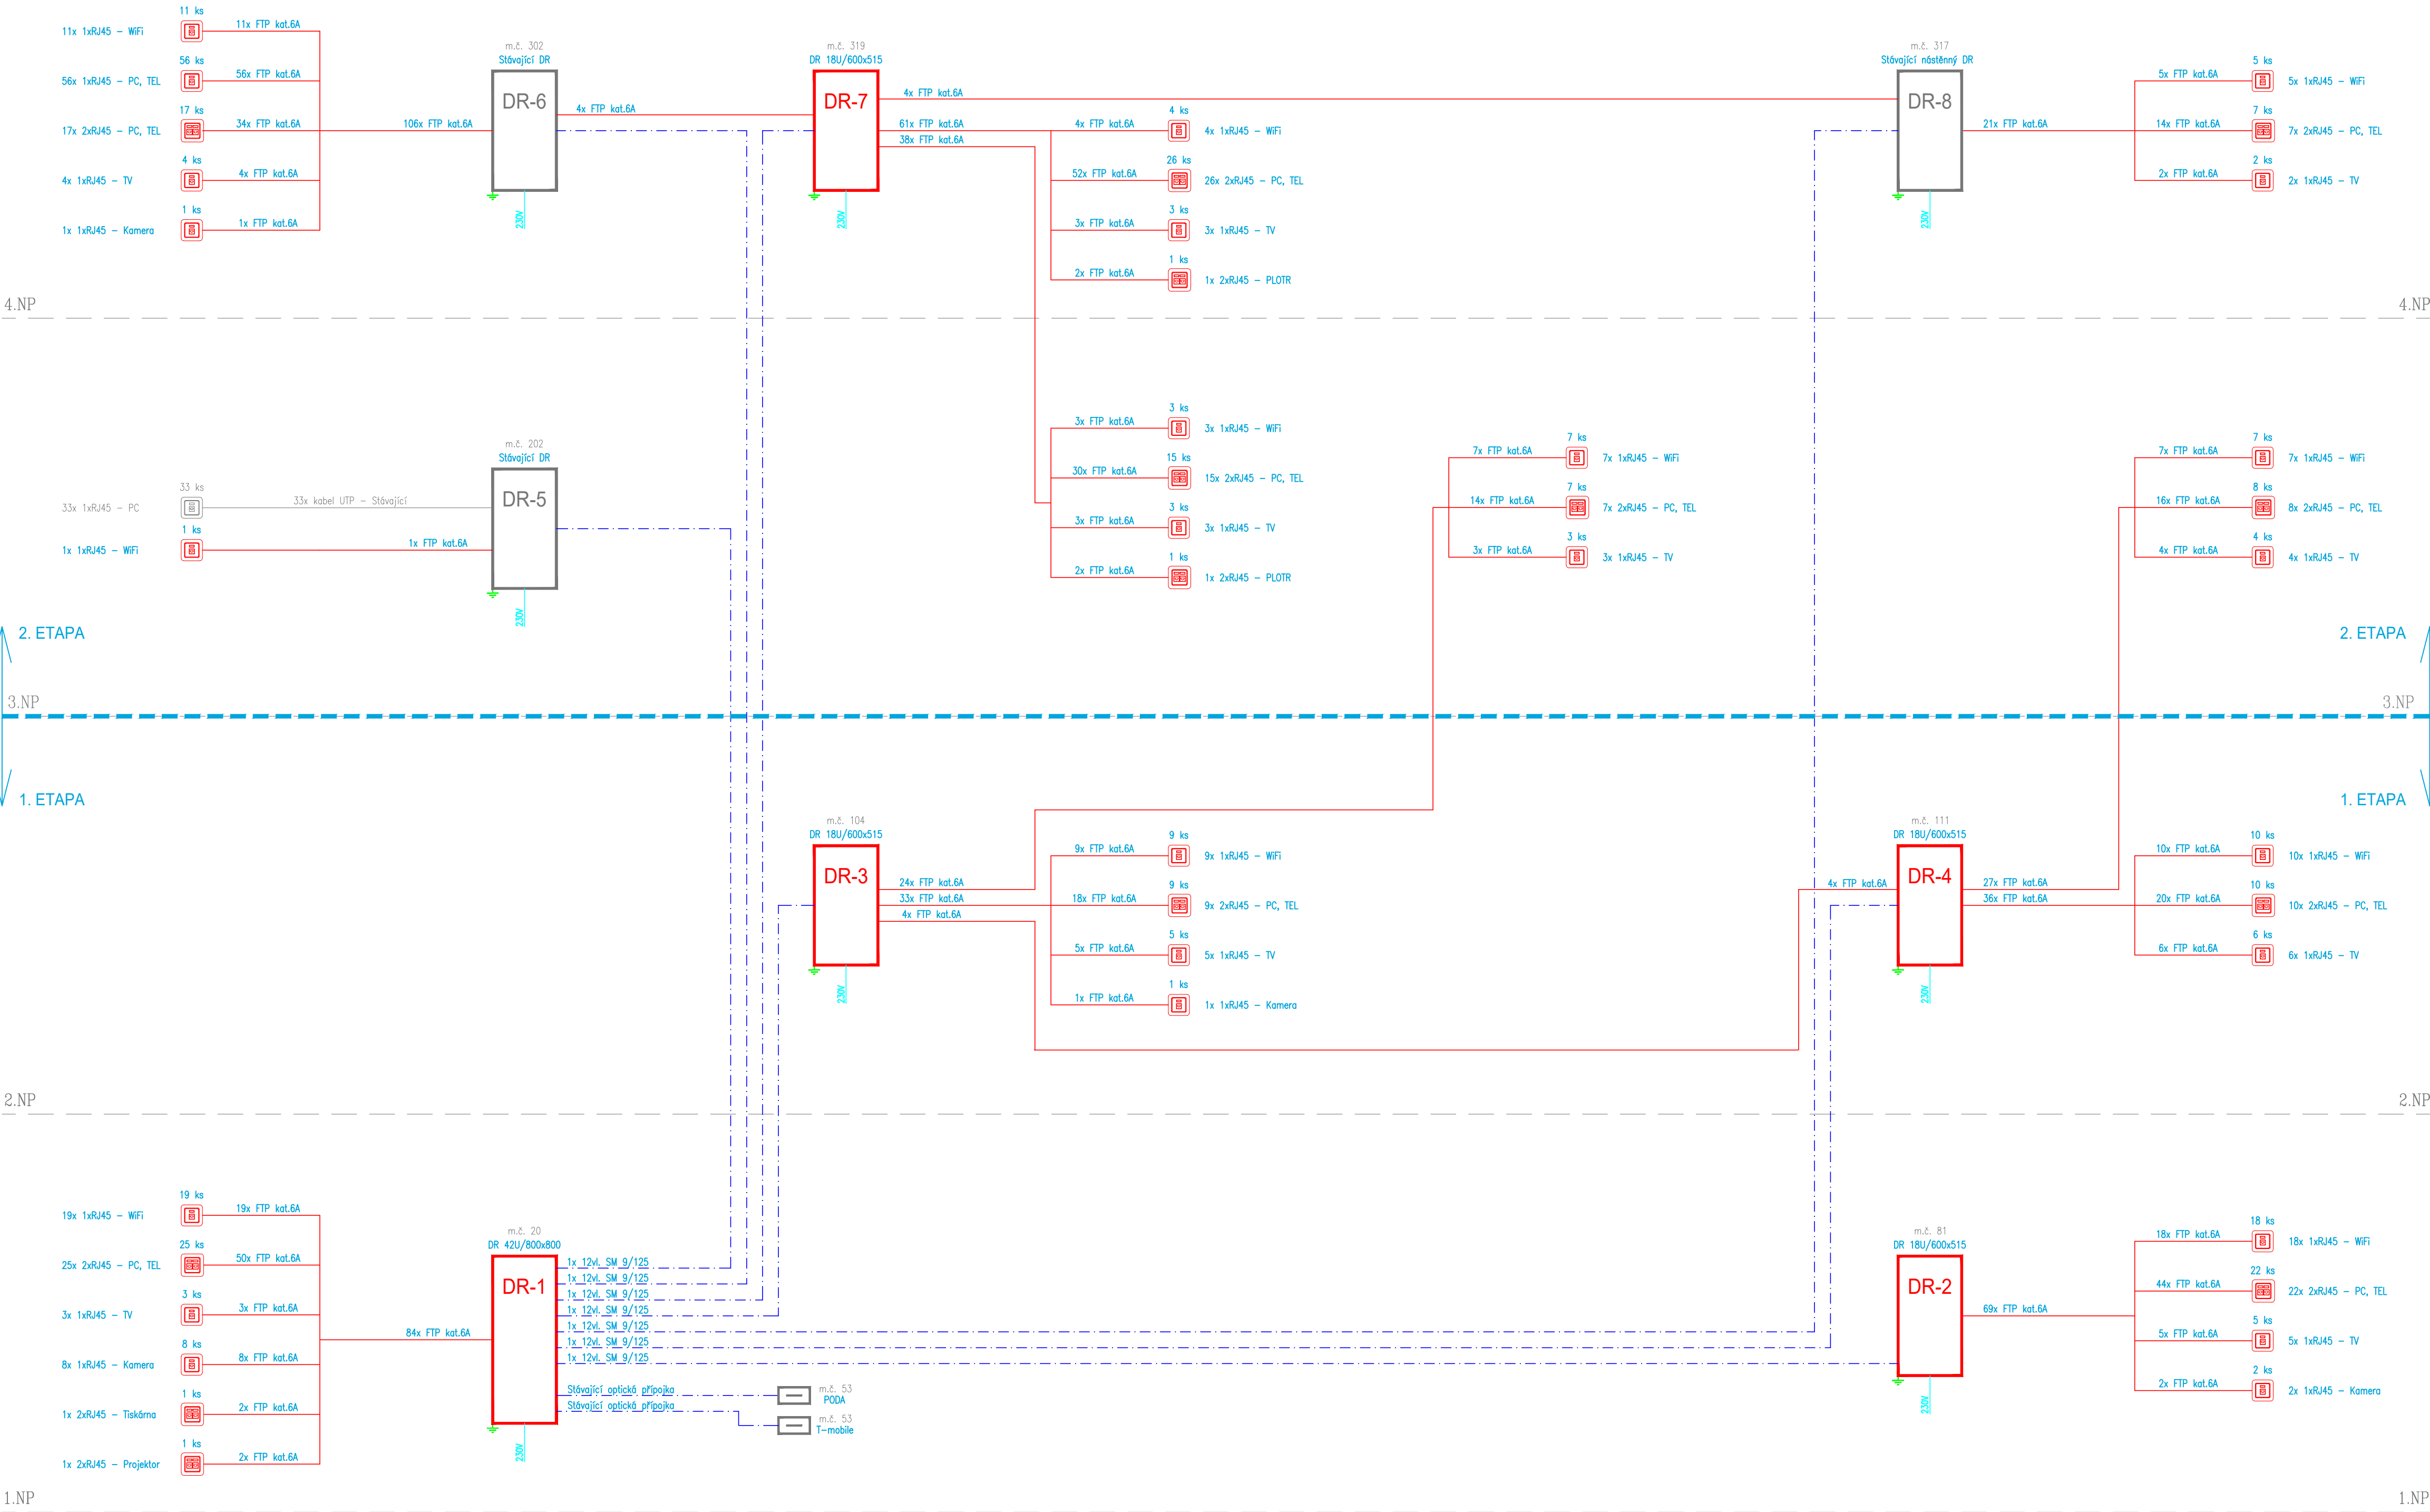 11 ks
11x 1xRJ45 – WiFi
11x FTP kat.6A
56 ks
56x 1xRJ45 – PC, TEL
56x FTP kat.6A
17 ks
17x 2xRJ45 – PC, TEL
34x FTP kat.6A
106x FTP kat.6A
4 ks
4x 1xRJ45 – TV
4x FTP kat.6A
1 ks
1x 1xRJ45 – Kamera
1x FTP kat.6A
m.č. 302
Stávající DR
DR-6
230V
4x FTP kat.6A
m.č. 319
DR 18U/600x515
DR-7
230V
4x FTP kat.6A
61x FTP kat.6A
38x FTP kat.6A
4 ks
4x FTP kat.6A
4x 1xRJ45 – WiFi
26 ks
52x FTP kat.6A
26x 2xRJ45 – PC, TEL
3 ks
3x FTP kat.6A
3x 1xRJ45 – TV
1 ks
2x FTP kat.6A
1x 2xRJ45 – PLOTR
m.č. 317
Stávající nástěnný DR
DR-8
230V
21x FTP kat.6A
5 ks
5x FTP kat.6A
5x 1xRJ45 – WiFi
7 ks
14x FTP kat.6A
7x 2xRJ45 – PC, TEL
2 ks
2x FTP kat.6A
2x 1xRJ45 – TV
4.NP
4.NP
33 ks
33x 1xRJ45 – PC
33x kabel UTP – Stávající
1 ks
1x 1xRJ45 – WiFi
1x FTP kat.6A
m.č. 202
Stávající DR
DR-5
230V
3 ks
3x FTP kat.6A
3x 1xRJ45 – WiFi
15 ks
30x FTP kat.6A
15x 2xRJ45 – PC, TEL
3 ks
3x FTP kat.6A
3x 1xRJ45 – TV
1 ks
2x FTP kat.6A
1x 2xRJ45 – PLOTR
7 ks
7x FTP kat.6A
7x 1xRJ45 – WiFi
7 ks
14x FTP kat.6A
7x 2xRJ45 – PC, TEL
3 ks
3x FTP kat.6A
3x 1xRJ45 – TV
7 ks
7x FTP kat.6A
7x 1xRJ45 – WiFi
8 ks
16x FTP kat.6A
8x 2xRJ45 – PC, TEL
4 ks
4x FTP kat.6A
4x 1xRJ45 – TV
2. ETAPA
2. ETAPA
3.NP
3.NP
1. ETAPA
1. ETAPA
m.č. 104
DR 18U/600x515
DR-3
230V
24x FTP kat.6A
33x FTP kat.6A
4x FTP kat.6A
9 ks
9x FTP kat.6A
9x 1xRJ45 – WiFi
9 ks
18x FTP kat.6A
9x 2xRJ45 – PC, TEL
5 ks
5x FTP kat.6A
5x 1xRJ45 – TV
1 ks
1x FTP kat.6A
1x 1xRJ45 – Kamera
4x FTP kat.6A
m.č. 111
DR 18U/600x515
DR-4
230V
27x FTP kat.6A
36x FTP kat.6A
10 ks
10x FTP kat.6A
10x 1xRJ45 – WiFi
10 ks
20x FTP kat.6A
10x 2xRJ45 – PC, TEL
6 ks
6x FTP kat.6A
6x 1xRJ45 – TV
2.NP
2.NP
19 ks
19x 1xRJ45 – WiFi
19x FTP kat.6A
25 ks
25x 2xRJ45 – PC, TEL
50x FTP kat.6A
3 ks
3x 1xRJ45 – TV
3x FTP kat.6A
84x FTP kat.6A
8 ks
8x 1xRJ45 – Kamera
8x FTP kat.6A
1 ks
1x 2xRJ45 – Tiskárna
2x FTP kat.6A
1 ks
1x 2xRJ45 – Projektor
2x FTP kat.6A
m.č. 20
DR 42U/800x800
DR-1
230V
1x 12vl. SM 9/125
1x 12vl. SM 9/125
1x 12vl. SM 9/125
1x 12vl. SM 9/125
1x 12vl. SM 9/125
1x 12vl. SM 9/125
1x 12vl. SM 9/125
Stávající optická přípojka
m.č. 53
PODA
Stávající optická přípojka
m.č. 53
T–mobile
m.č. 81
DR 18U/600x515
DR-2
230V
69x FTP kat.6A
18 ks
18x FTP kat.6A
18x 1xRJ45 – WiFi
22 ks
44x FTP kat.6A
22x 2xRJ45 – PC, TEL
5 ks
5x FTP kat.6A
5x 1xRJ45 – TV
2 ks
2x FTP kat.6A
2x 1xRJ45 – Kamera
1.NP
1.NP